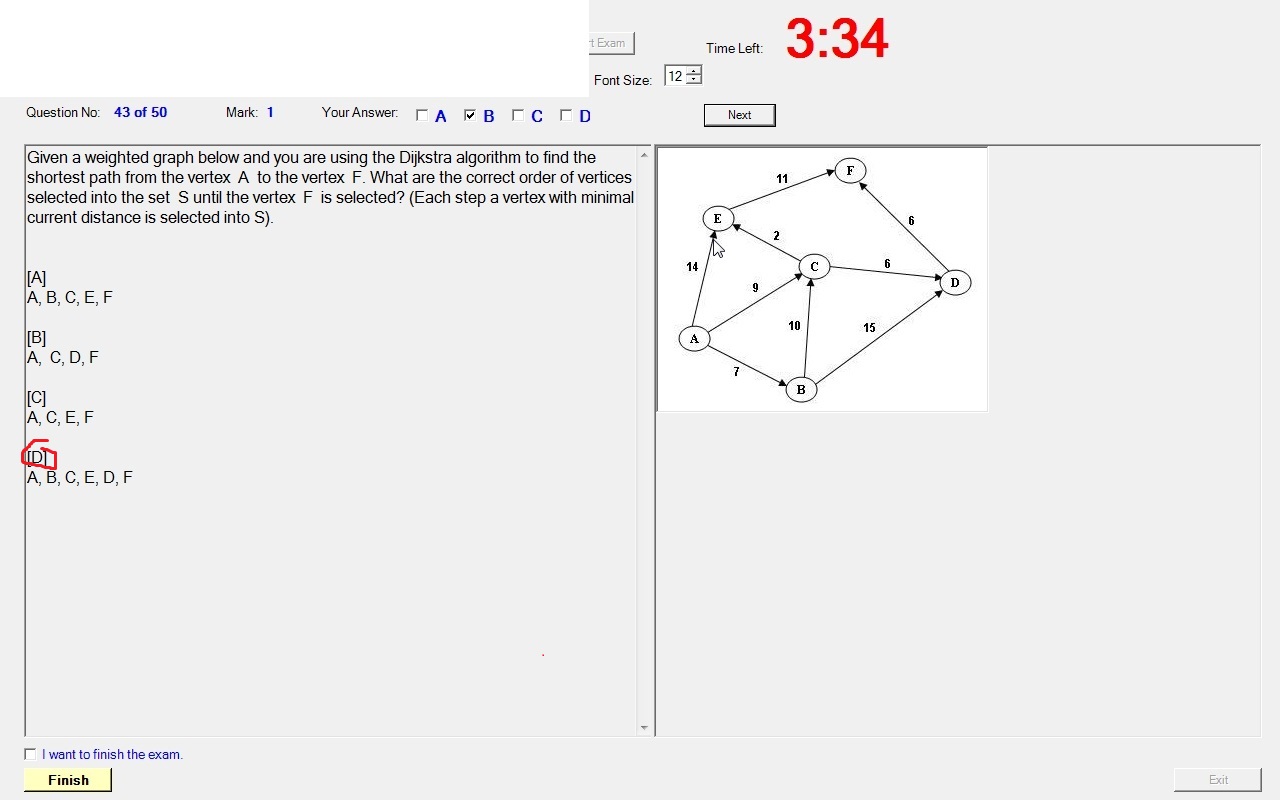 t Exam
Time Left: 3:34
Font Size: 12
Question No: 43 of 50 Mark: 1 Your Answer: A B C D Next
Given a weighted graph below and you are using the Dijkstra algorithm to find the
shortest path from the vertex A to the vertex F. What are the correct order of vertices
selected into the set S until the vertex F is selected? (Each step a vertex with minimal
current distance is selected into S).
[A]
A, B, C, E, F
[B]
A, C, D, F
[C]
A, C, E, F
[D]
A, B, C, E, D, F
F
11
E
6
2
14
C
6
D
9
10
15
A
7
B
I want to finish the exam.
Finish
Exit